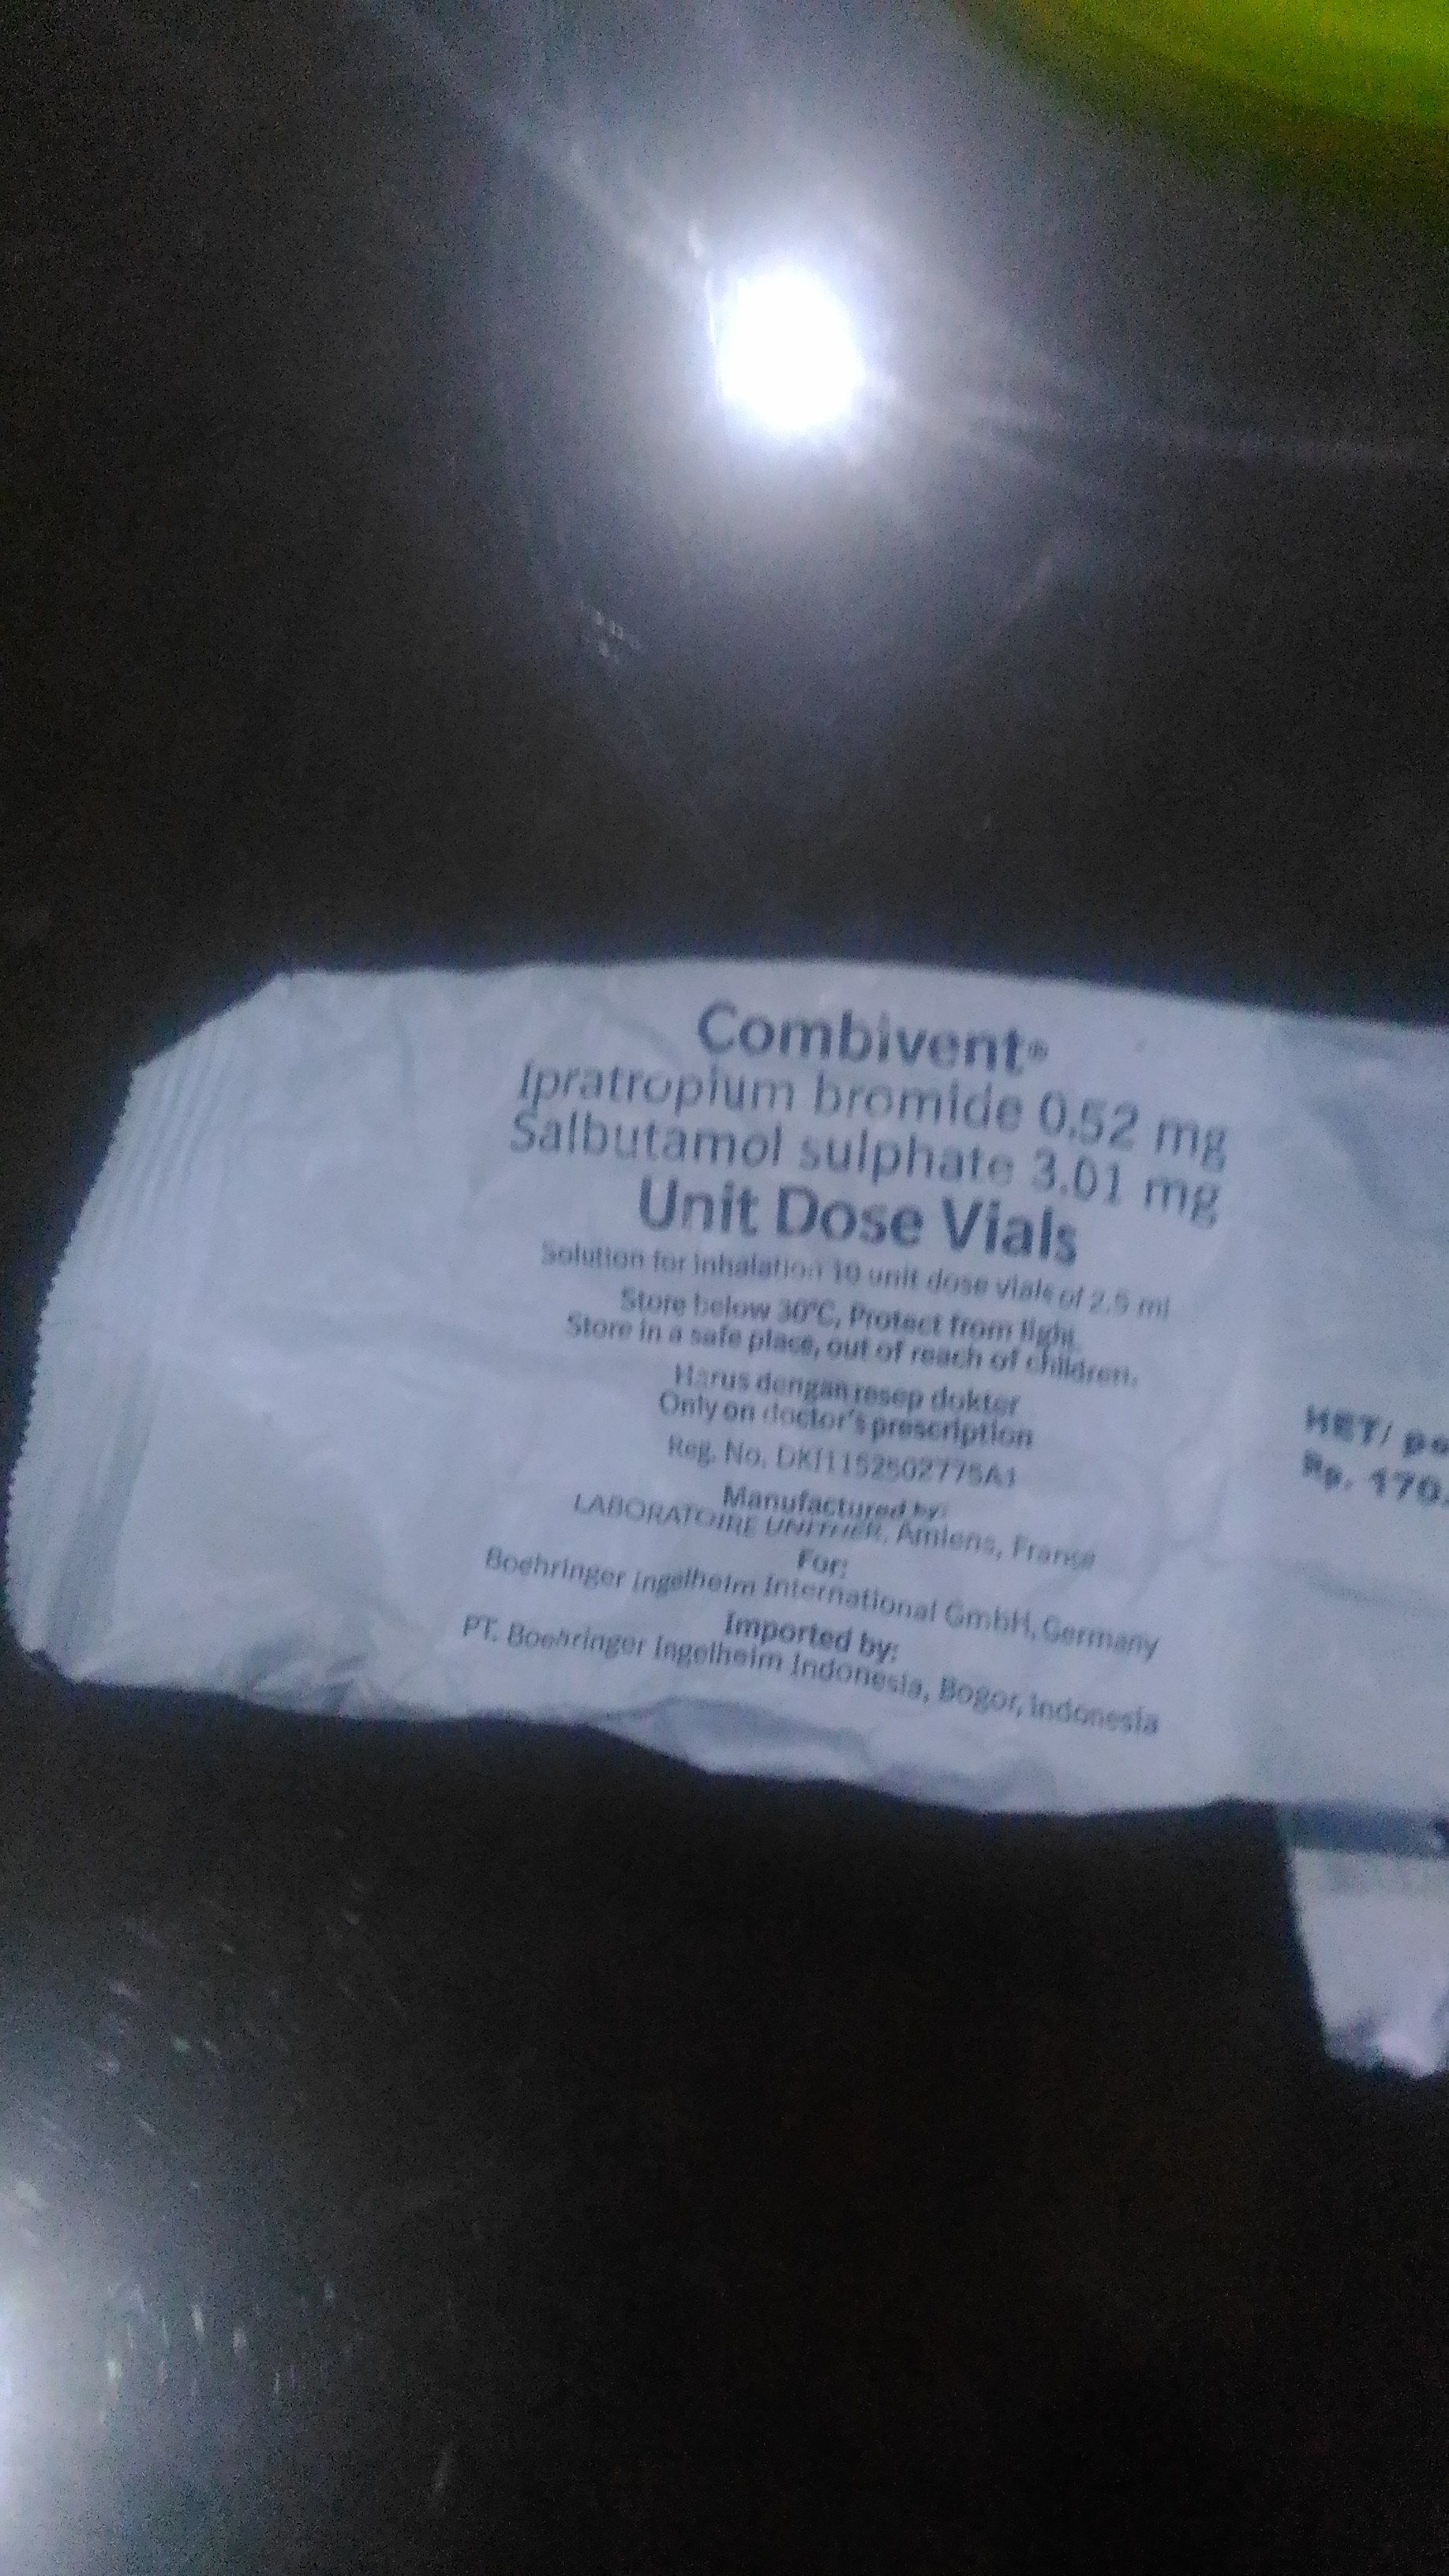 Combivent®
Ipratropium bromide 0.52 mg
Salbutamol sulphate 3.01 mg
Unit Dose Vials
Solution for inhalation 10 unit dose vials of 2.5 ml
Store below 30°C, Protect from light.
Store in a safe place, out of reach of children.
Harus dengan resep dokter
Only on doctor's prescription
Reg. No. DKI1152502775A1
Manufactured by:
LABORATOIRE UNITHER, Amiens, France
For:
Boehringer Ingelheim International GmbH, Germany
Imported by:
PT. Boehringer Ingelheim Indonesia, Bogor, Indonesia
HET/
Rp. 170.